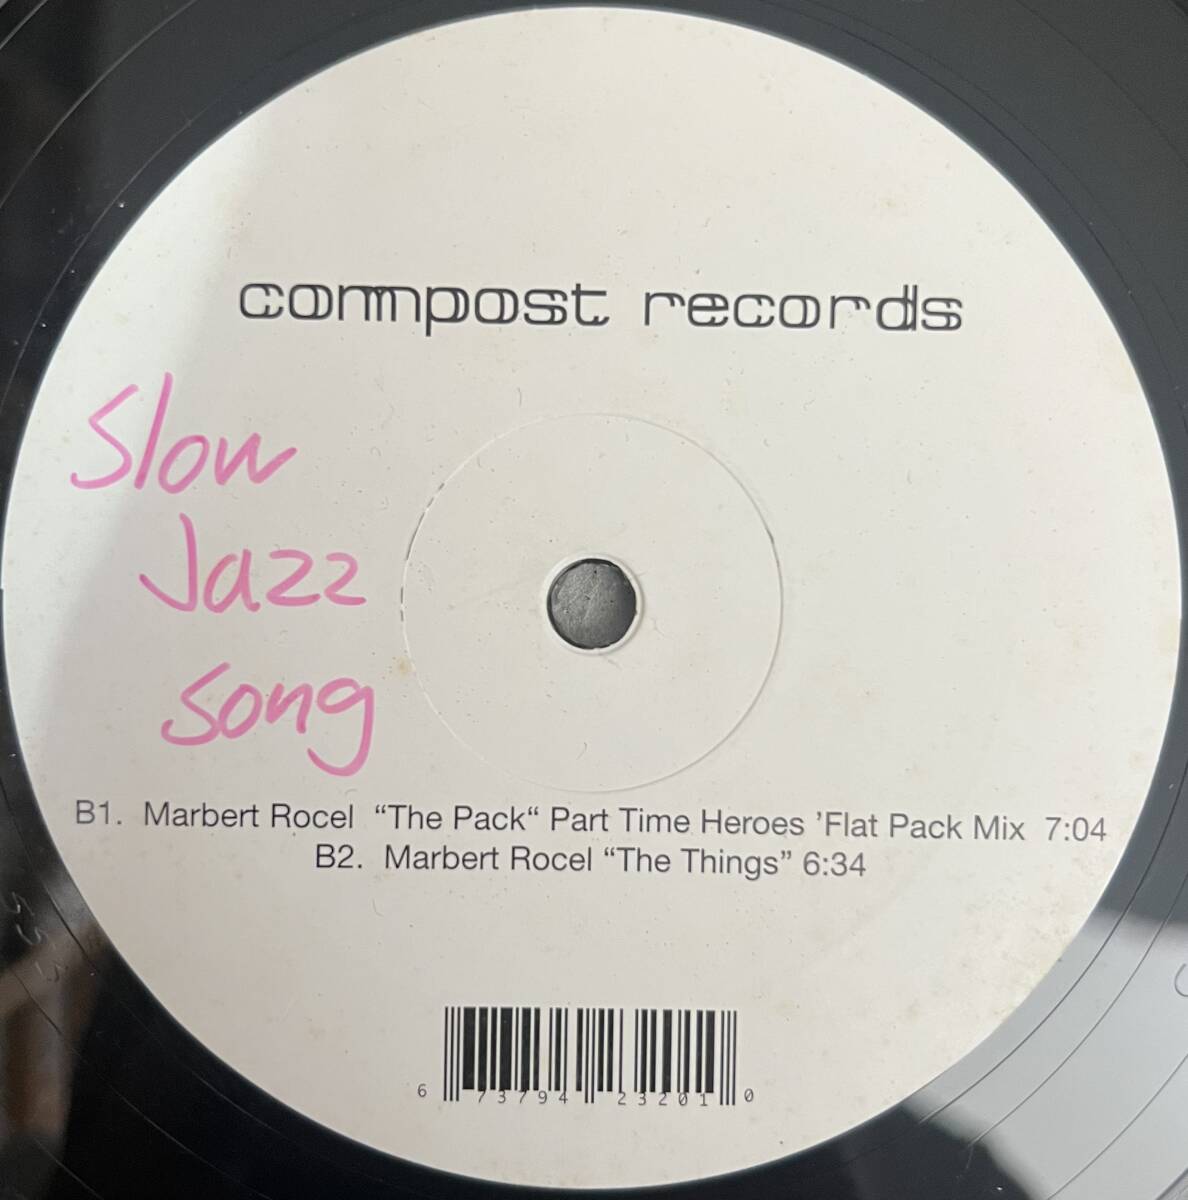 compost records
Slow
Jazz
Song
B1. Marbert Rocel “The Pack“ Part Time Heroes ’Flat Pack Mix 7:04
B2. Marbert Rocel “The Things” 6:34
6 73794 23201 0